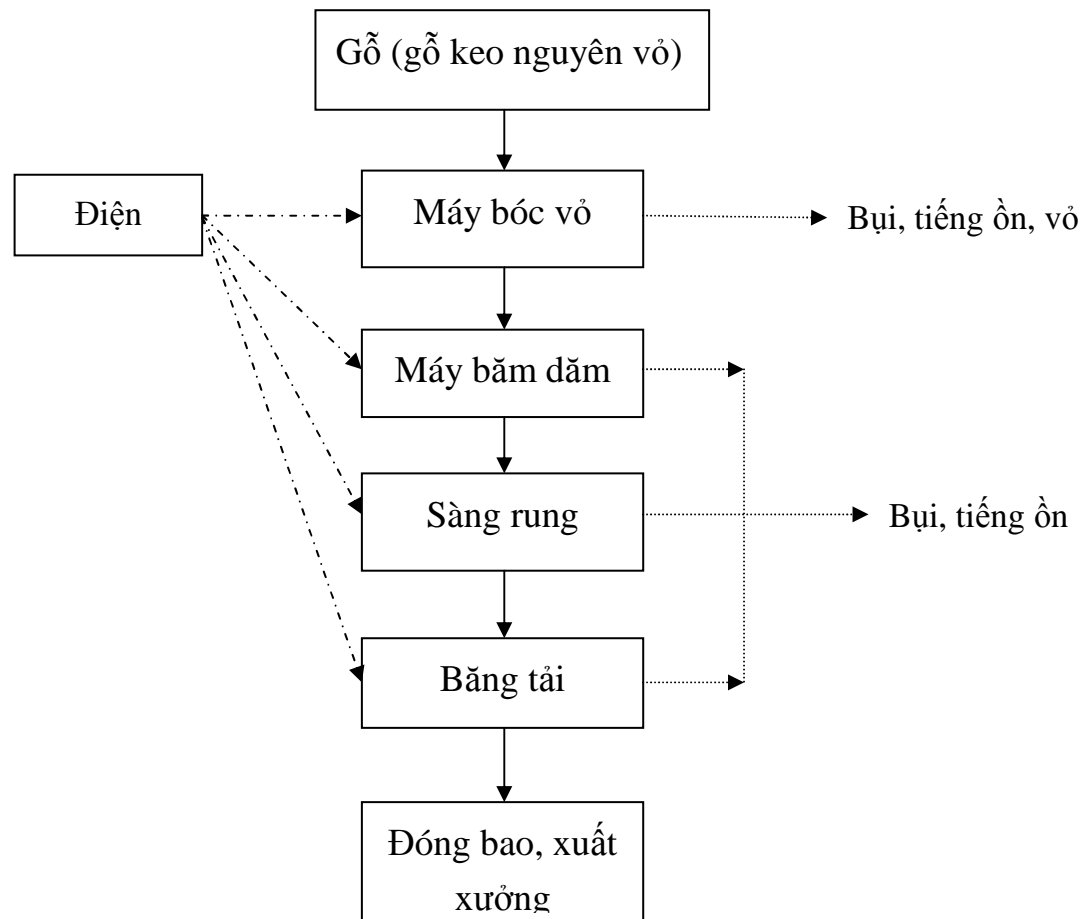 Gỗ (gỗ keo nguyên vỏ)
Điện
Máy bóc vỏ
Bụi, tiếng ồn, vỏ
Máy băm dăm
Sàng rung
Bụi, tiếng ồn
Băng tải
Đóng bao, xuất
xưởng